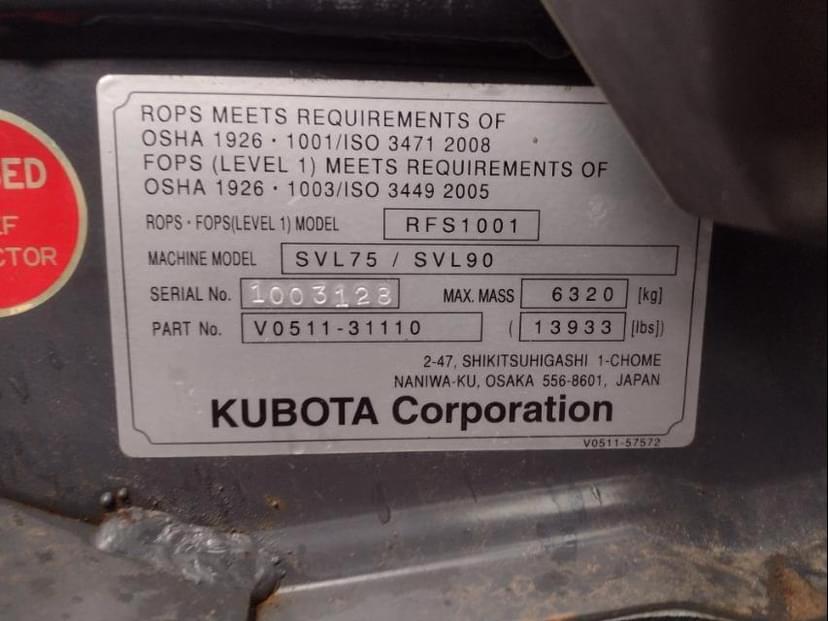 ROPS MEETS REQUIREMENTS OF
OSHA 1926・1001/ISO 3471 2008
FOPS (LEVEL 1) MEETS REQUIREMENTS OF
OSHA 1926・1003/ISO 3449 2005
ROPS・FOPS(LEVEL 1) MODEL RFS1001
MACHINE MODEL SVL75 / SVL90
SERIAL No. 1003128 MAX. MASS 6320 [kg]
PART No. V0511-31110 (13933 [lbs])
2-47, SHIKITSUHIGASHI 1-CHOME
NANIWA-KU, OSAKA 556-8601, JAPAN
KUBOTA Corporation
V0511-57572